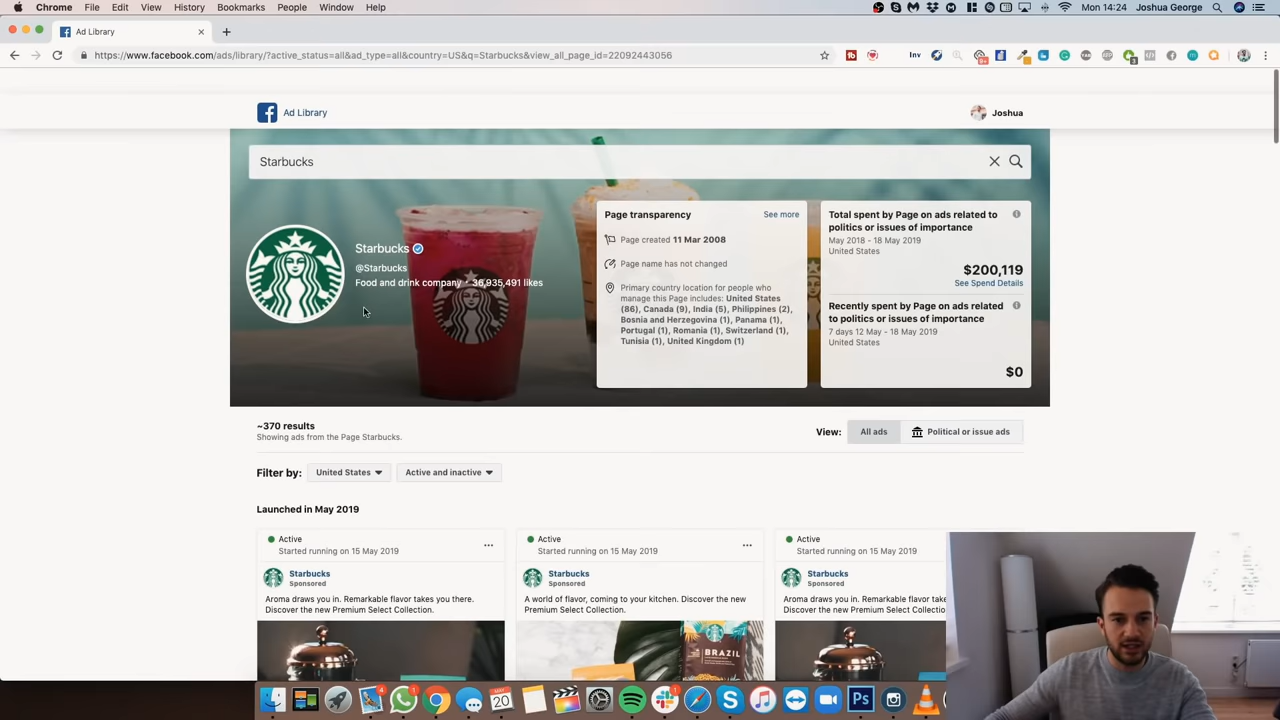 Chrome File Edit View History Bookmarks People Window Help Mon 14:24 Joshua George
Ad Library
https://www.facebook.com/ads/library/?active_status=all&ad_type=all&country=US&q=Starbucks&view_all_page_id=22092443056
Inv
Ad Library
Joshua
Starbucks
Starbucks
@Starbucks
Food and drink company · 36,935,491 likes
Page transparency See more
Page created 11 Mar 2008
Page name has not changed
Primary country location for people who
manage this Page includes: United States
(86), Canada (9), India (5), Philippines (2),
Bosnia and Herzegovina (1), Panama (1),
Portugal (1), Romania (1), Switzerland (1),
Tunisia (1), United Kingdom (1)
Total spent by Page on ads related to
politics or issues of importance
May 2018 - 18 May 2019
United States
$200,119
See Spend Details
Recently spent by Page on ads related to
politics or issues of importance
7 days 12 May - 18 May 2019
United States
$0
~370 results
Showing ads from the Page Starbucks.
View: All ads Political or issue ads
Filter by: United States Active and inactive
Launched in May 2019
Active
Started running on 15 May 2019
Starbucks
Sponsored
Aroma draws you in. Remarkable flavor takes you there.
Discover the new Premium Select Collection.
Active
Started running on 15 May 2019
Starbucks
Sponsored
A world of flavor, coming to your kitchen. Discover the new
Premium Select Collection.
BRAZIL
Active
Started running on 15 May 2019
Starbucks
Sponsored
Aroma draws you in. Remarkable flavor
Discover the new Premium Select Collection.
20
Ps